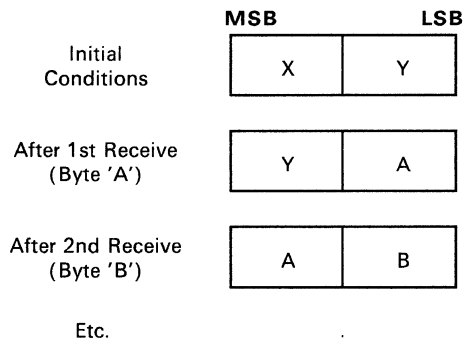 MSB LSB
Initial
Conditions
X Y
After 1st Receive
(Byte 'A')
Y A
After 2nd Receive
(Byte 'B')
A B
Etc.
.